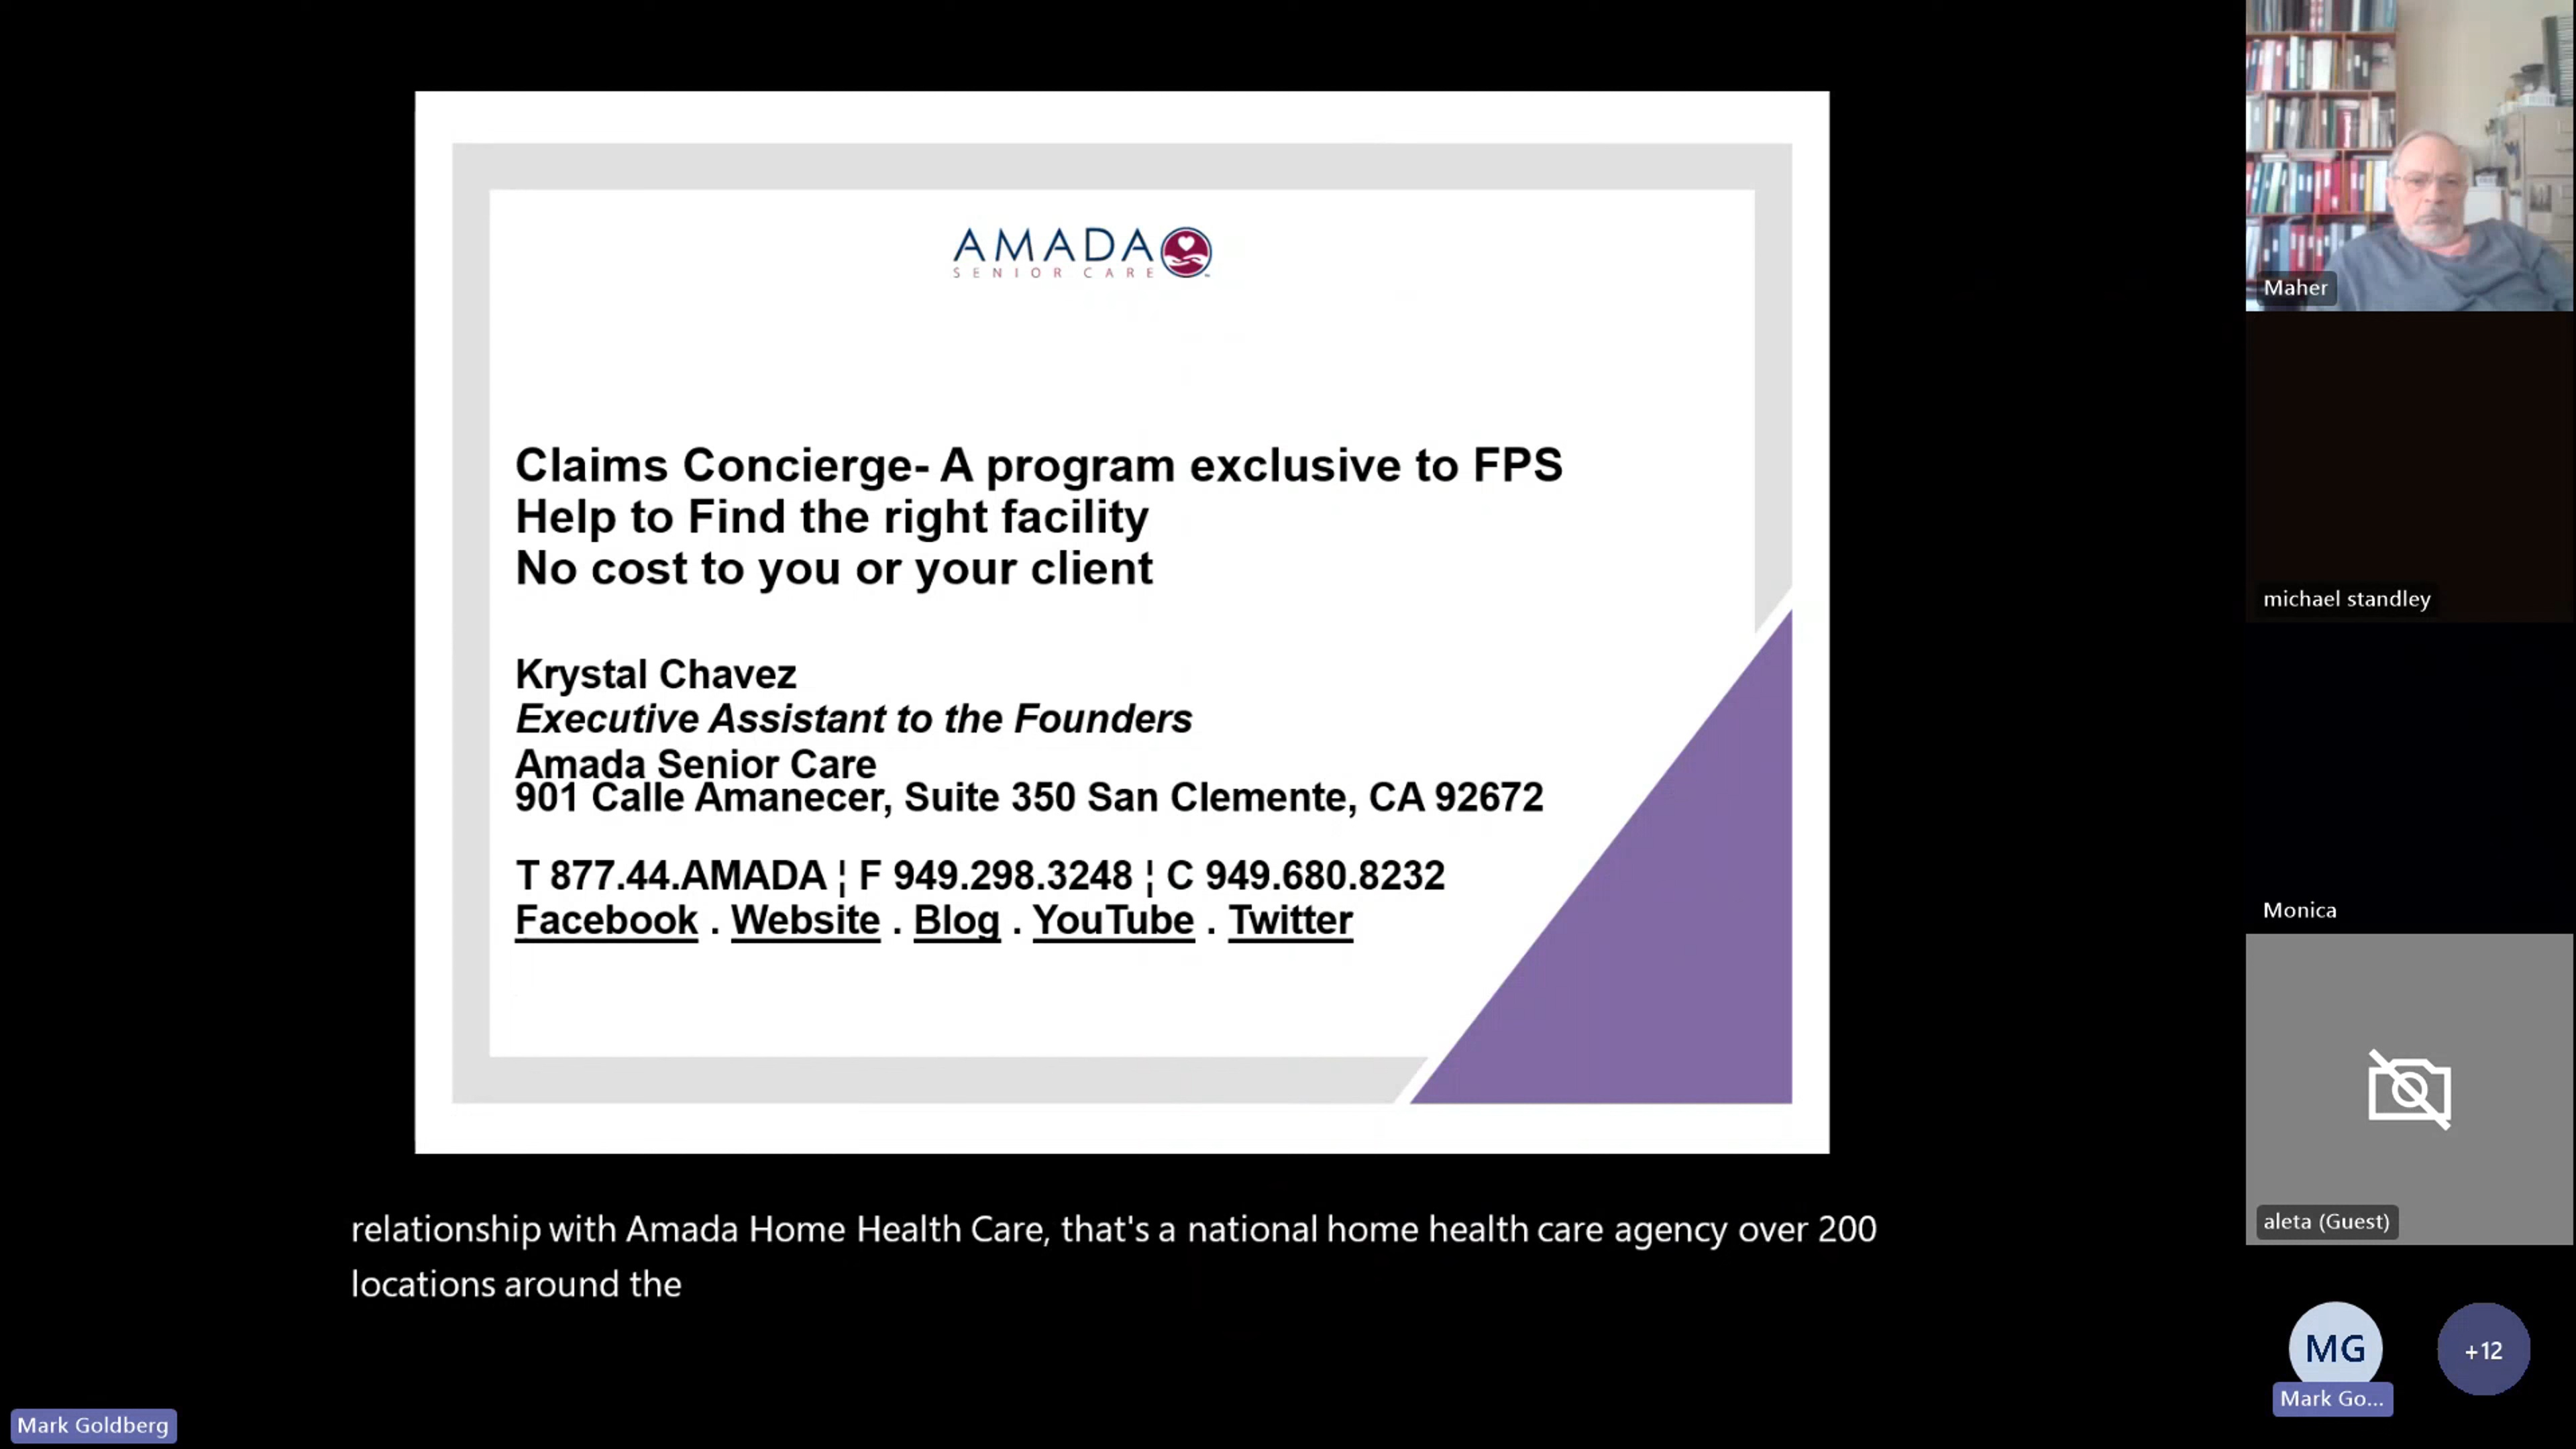 AMADA
SENIOR CARE
Claims Concierge- A program exclusive to FPS
Help to Find the right facility
No cost to you or your client
Krystal Chavez
Executive Assistant to the Founders
Amada Senior Care
901 Calle Amanecer, Suite 350 San Clemente, CA 92672
T 877.44.AMADA ¦ F 949.298.3248 ¦ C 949.680.8232
Facebook . Website . Blog . YouTube . Twitter
relationship with Amada Home Health Care, that's a national home health care agency over 200
locations around the
Mark Goldberg
Maher
michael standley
Monica
aleta (Guest)
MG
+12
Mark Go...